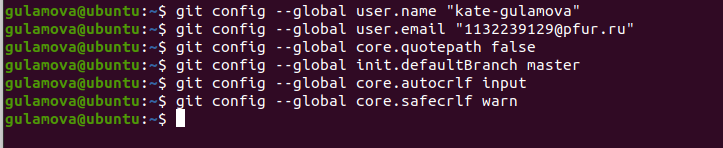 gulamova@ubuntu:~$ git config --global user.name "kate-gulamova"
gulamova@ubuntu:~$ git config --global user.email "1132239129@pfur.ru"
gulamova@ubuntu:~$ git config --global core.quotepath false
gulamova@ubuntu:~$ git config --global init.defaultBranch master
gulamova@ubuntu:~$ git config --global core.autocrlf input
gulamova@ubuntu:~$ git config --global core.safecrlf warn
gulamova@ubuntu:~$